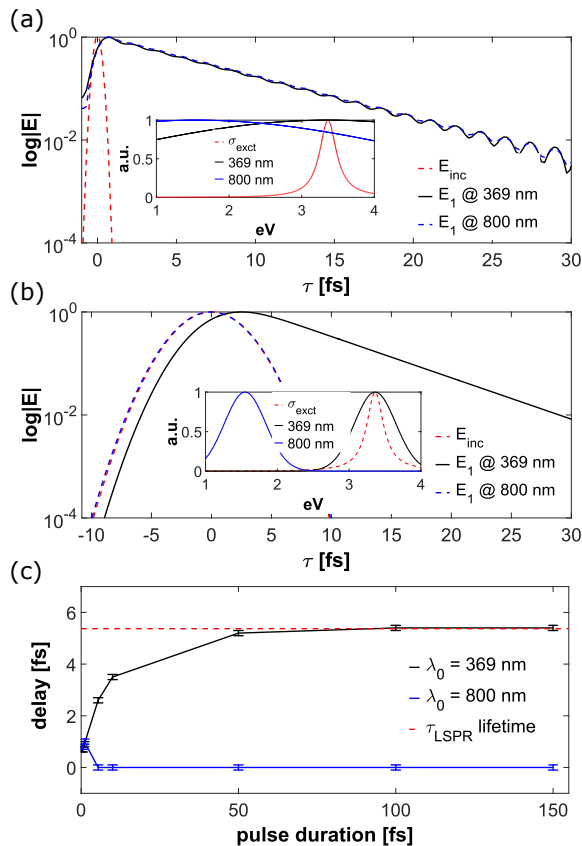 (a)
log|E|
10^0
10^-2
10^-4
a.u.
1
0.5
0
σ_exct
369 nm
800 nm
1 2 3 4
eV
E_inc
E_1 @ 369 nm
E_1 @ 800 nm
0 5 10 15 20 25 30
τ [fs]
(b)
log|E|
10^0
10^-2
10^-4
a.u.
1
0.5
0
σ_exct
369 nm
800 nm
1 2 3 4
eV
E_inc
E_1 @ 369 nm
E_1 @ 800 nm
-10 -5 0 5 10 15 20 25 30
τ [fs]
(c)
delay [fs]
6
4
2
0
λ_0 = 369 nm
λ_0 = 800 nm
τ_LSPR lifetime
0 50 100 150
pulse duration [fs]